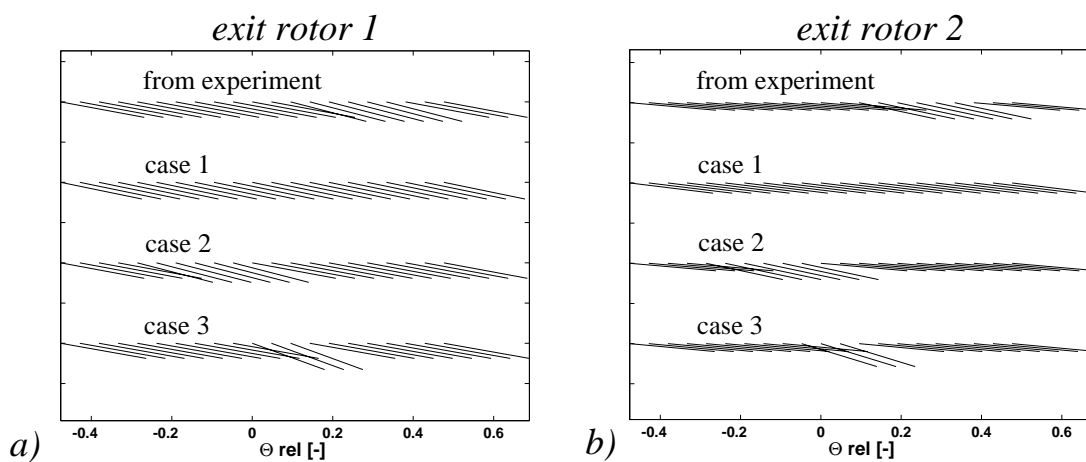 exit rotor 1
from experiment
case 1
case 2
case 3
-0.4 -0.2 0 0.2 0.4 0.6
Θ rel [-]
a)
exit rotor 2
from experiment
case 1
case 2
case 3
-0.4 -0.2 0 0.2 0.4 0.6
Θ rel [-]
b)